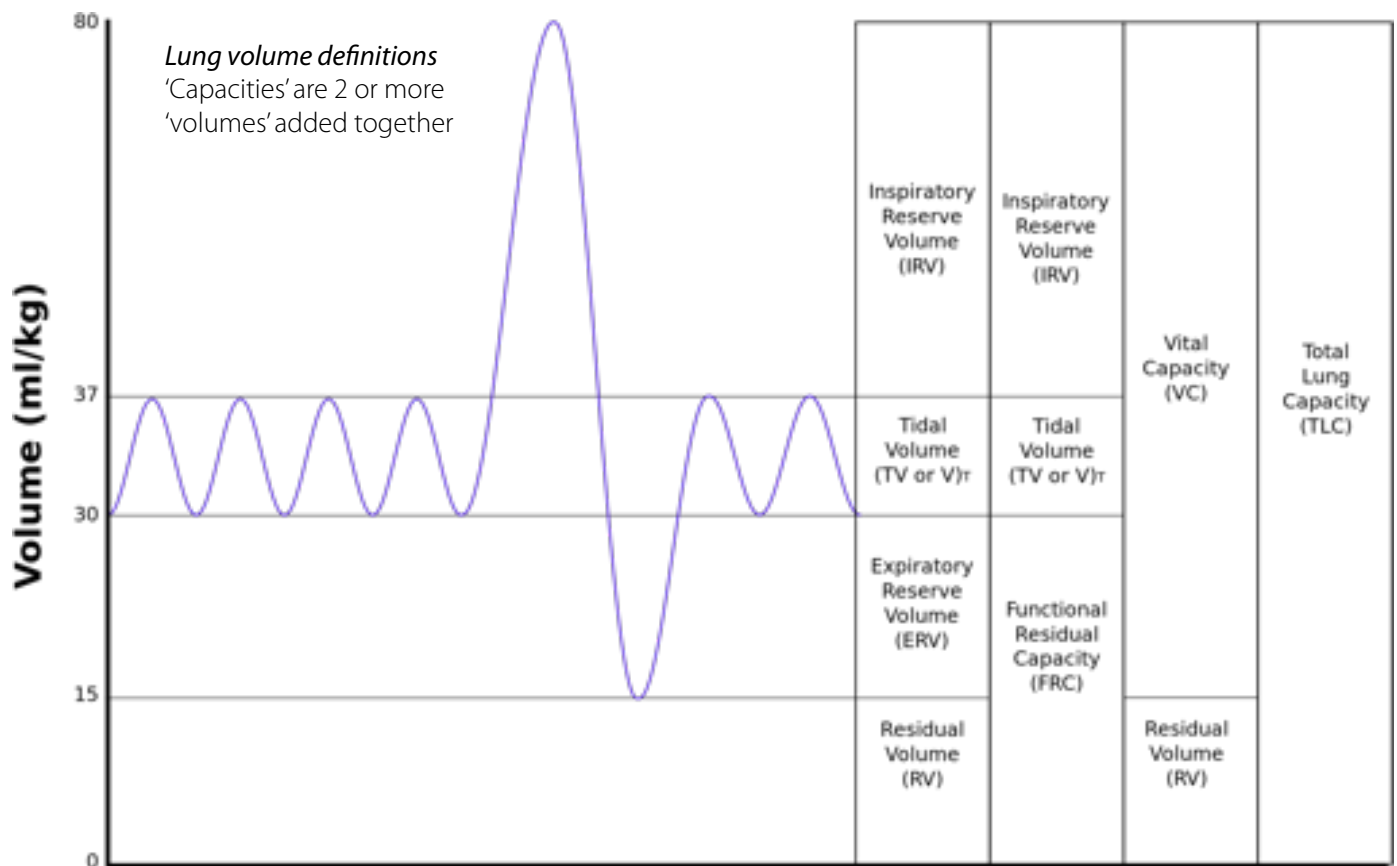 80
Lung volume definitions
‘Capacities’ are 2 or more
‘volumes’ added together
Volume (ml/kg)
37
30
15
0
Inspiratory
Reserve
Volume
(IRV)
Tidal
Volume
(TV or V)T
Expiratory
Reserve
Volume
(ERV)
Residual
Volume
(RV)
Inspiratory
Reserve
Volume
(IRV)
Tidal
Volume
(TV or V)T
Functional
Residual
Capacity
(FRC)
Vital
Capacity
(VC)
Residual
Volume
(RV)
Total
Lung
Capacity
(TLC)